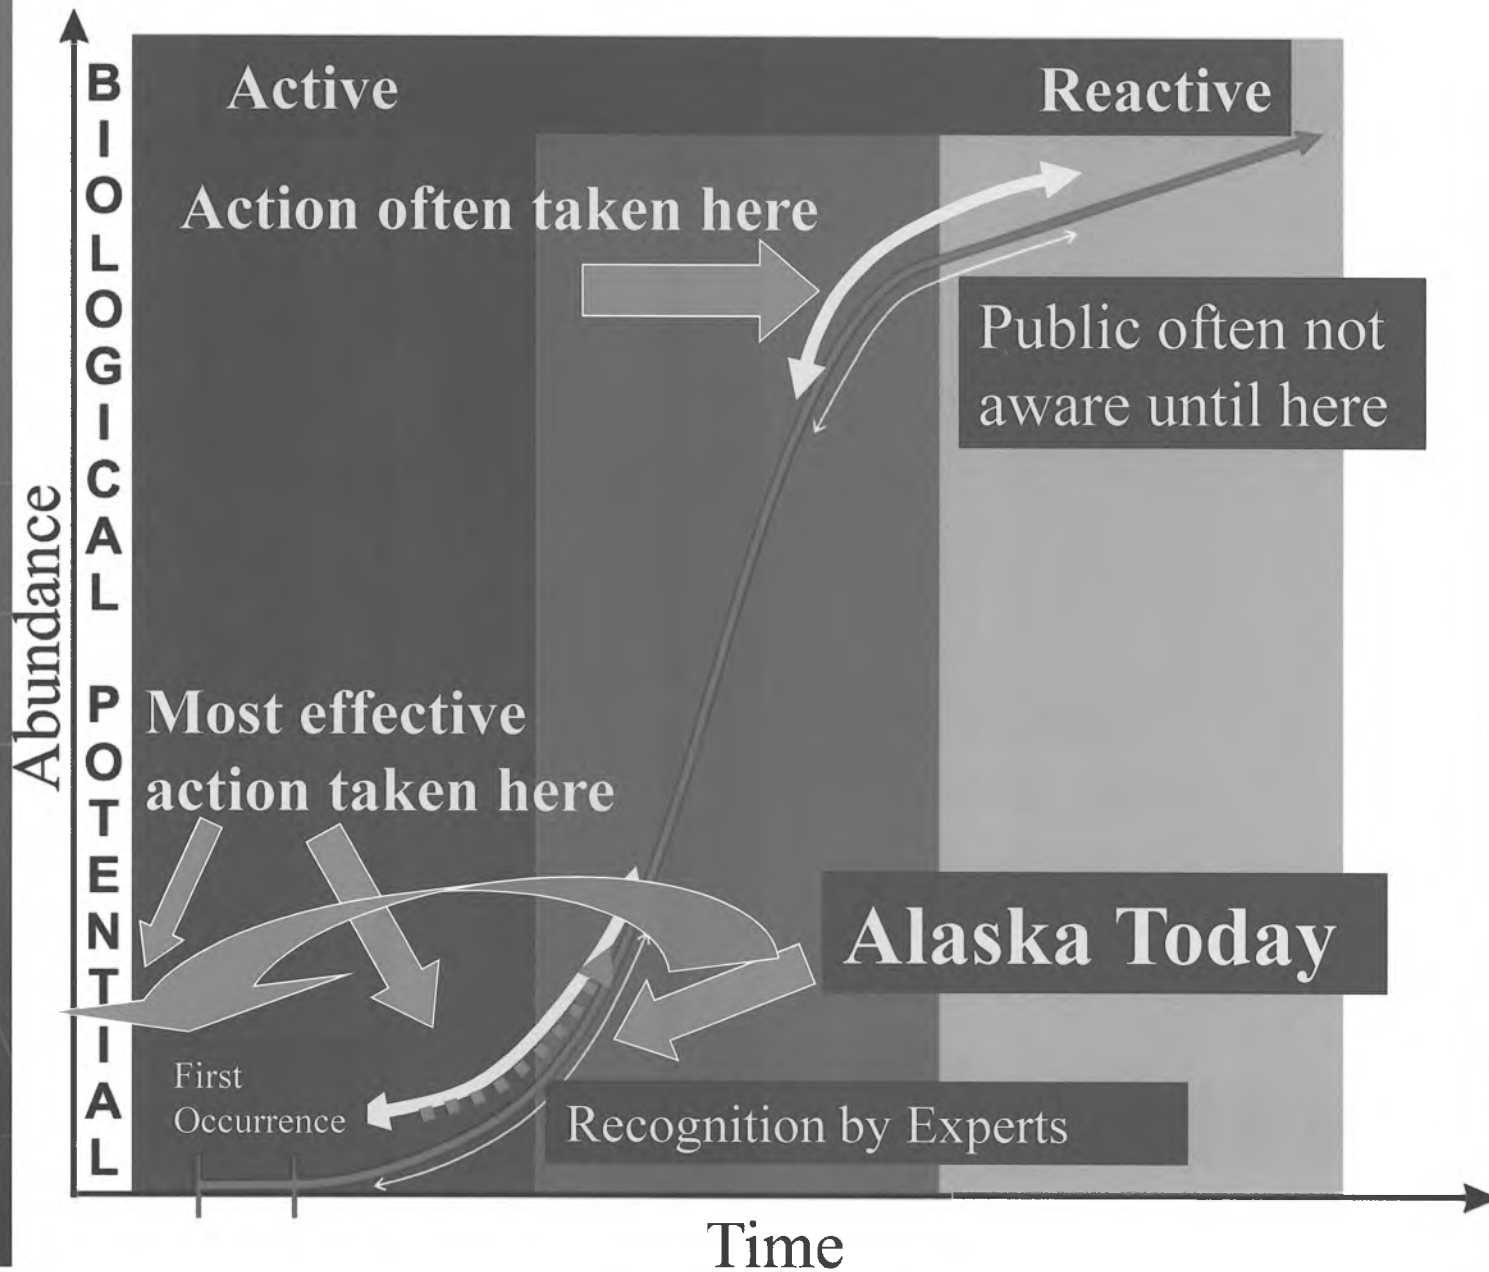 Active
Reactive
Action often taken here
Public often not
aware until here
BIOLOGICAL POTENTIAL
Abundance
Most effective
action taken here
Alaska Today
First
Occurrence
Recognition by Experts
Time